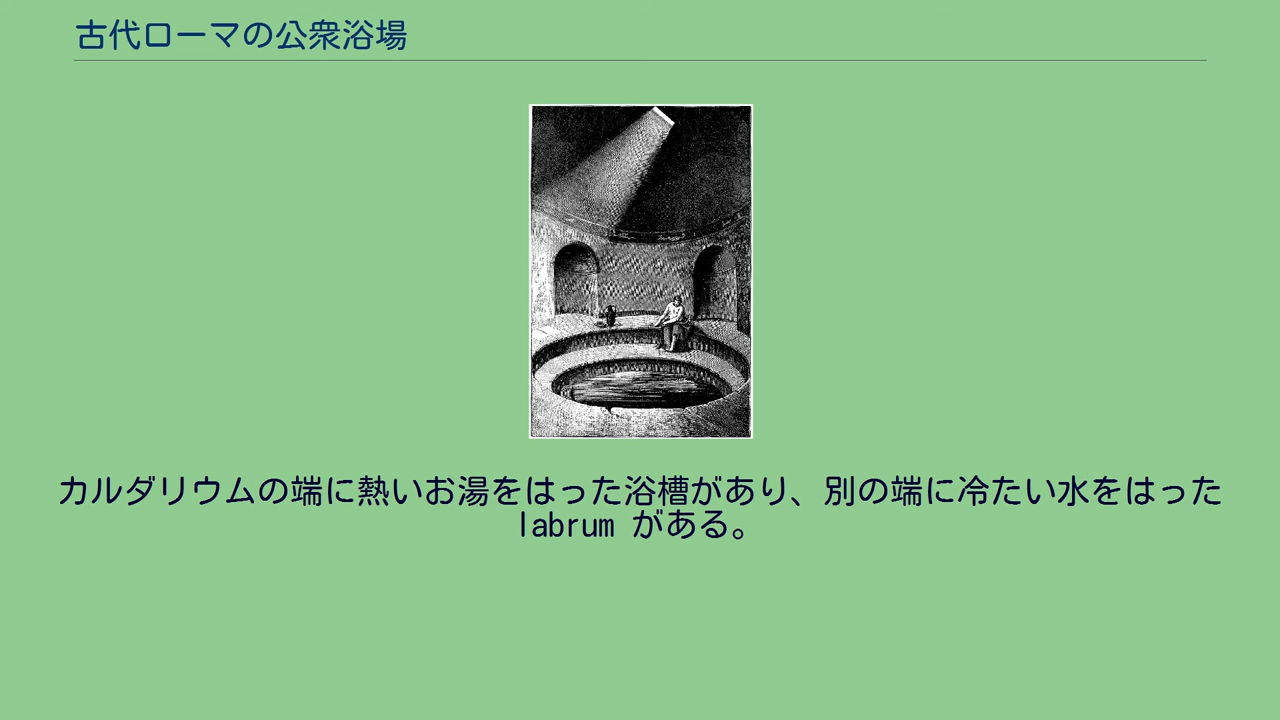 古代ローマの公衆浴場
カルダリウムの端に熱いお湯をはった浴槽があり、別の端に冷たい水をはった
labrum がある。